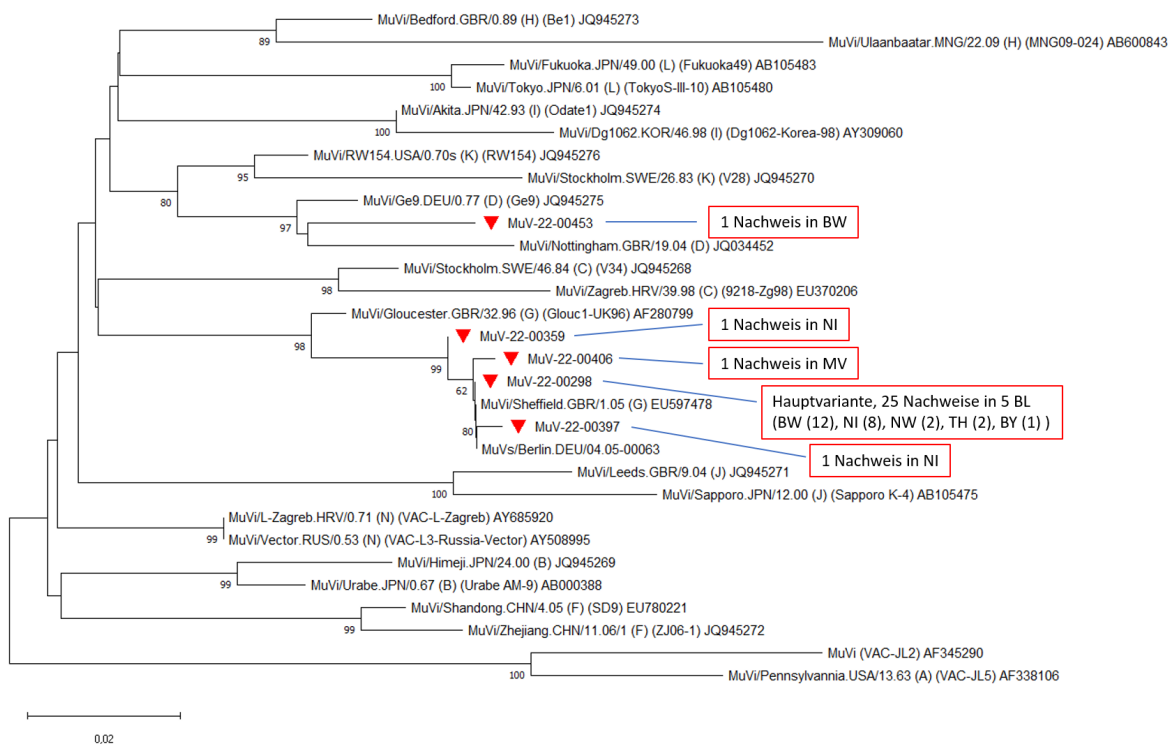 MuVi/Bedford.GBR/0.89 (H) (Be1) JQ945273
89
MuVi/Ulaanbaatar.MNG/22.09 (H) (MNG09-024) AB600843
MuVi/Fukuoka.JPN/49.00 (L) (Fukuoka49) AB105483
100
MuVi/Tokyo.JPN/6.01 (L) (TokyoS-III-10) AB105480
MuVi/Akita.JPN/42.93 (I) (Odate1) JQ945274
100
MuVi/Dg1062.KOR/46.98 (I) (Dg1062-Korea-98) AY309060
MuVi/RW154.USA/0.70s (K) (RW154) JQ945276
95
MuVi/Stockholm.SWE/26.83 (K) (V28) JQ945270
80
MuVi/Ge9.DEU/0.77 (D) (Ge9) JQ945275
97
MuV-22-00453
1 Nachweis in BW
MuVi/Nottingham.GBR/19.04 (D) JQ034452
MuVi/Stockholm.SWE/46.84 (C) (V34) JQ945268
98
MuVi/Zagreb.HRV/39.98 (C) (9218-Zg98) EU370206
MuVi/Gloucester.GBR/32.96 (G) (Glouc1-UK96) AF280799
98
MuV-22-00359
1 Nachweis in NI
99
MuV-22-00406
1 Nachweis in MV
62
MuV-22-00298
Hauptvariante, 25 Nachweise in 5 BL
(BW (12), NI (8), NW (2), TH (2), BY (1) )
MuVi/Sheffield.GBR/1.05 (G) EU597478
80
MuV-22-00397
1 Nachweis in NI
MuVs/Berlin.DEU/04.05-00063
MuVi/Leeds.GBR/9.04 (J) JQ945271
100
MuVi/Sapporo.JPN/12.00 (J) (Sapporo K-4) AB105475
MuVi/L-Zagreb.HRV/0.71 (N) (VAC-L-Zagreb) AY685920
99
MuVi/Vector.RUS/0.53 (N) (VAC-L3-Russia-Vector) AY508995
MuVi/Himeji.JPN/24.00 (B) JQ945269
99
MuVi/Urabe.JPN/0.67 (B) (Urabe AM-9) AB000388
MuVi/Shandong.CHN/4.05 (F) (SD9) EU780221
99
MuVi/Zhejiang.CHN/11.06/1 (F) (ZJ06-1) JQ945272
MuVi (VAC-JL2) AF345290
100
MuVi/Pennsylvannia.USA/13.63 (A) (VAC-JL5) AF338106
0,02